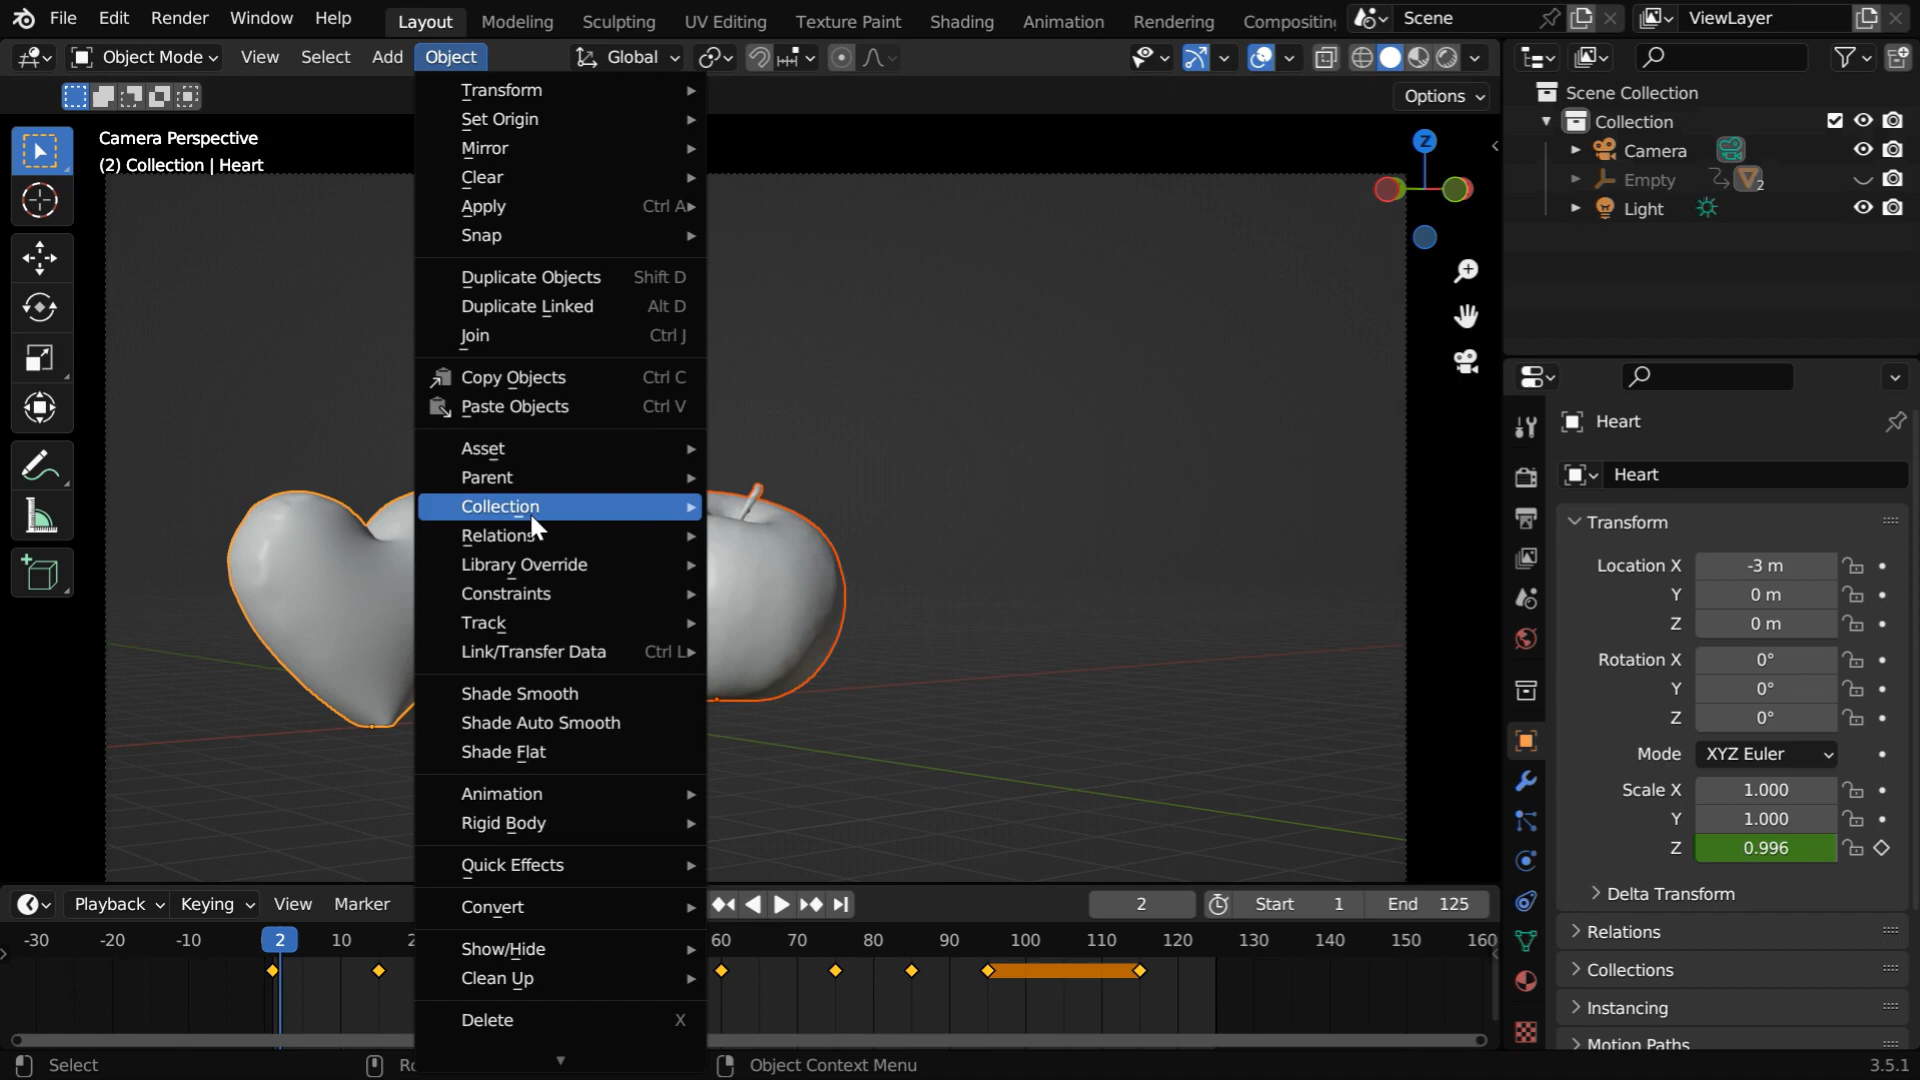 File Edit Render Window Help Layout Modeling Sculpting UV Editing Texture Paint Shading Animation Rendering Compositin Scene ViewLayer
Object Mode View Select Add Object Global
Options
Camera Perspective
(2) Collection | Heart
Transform
Set Origin
Mirror
Clear
Apply Ctrl A
Snap
Duplicate Objects Shift D
Duplicate Linked Alt D
Join Ctrl J
Copy Objects Ctrl C
Paste Objects Ctrl V
Asset
Parent
Collection
Relations
Library Override
Constraints
Track
Link/Transfer Data Ctrl L
Shade Smooth
Shade Auto Smooth
Shade Flat
Animation
Rigid Body
Quick Effects
Convert
Show/Hide
Clean Up
Delete X
Z
Scene Collection
Collection
Camera
Empty 2
Light
Heart
Heart
Transform
Location X -3 m
Y 0 m
Z 0 m
Rotation X 0°
Y 0°
Z 0°
Mode XYZ Euler
Scale X 1.000
Y 1.000
Z 0.996
Delta Transform
Relations
Collections
Instancing
Motion Paths
Playback Keying View Marker 2 Start 1 End 125
-30 -20 -10 2 10 2 60 70 80 90 100 110 120 130 140 150 160
Select Ro Object Context Menu 3.5.1